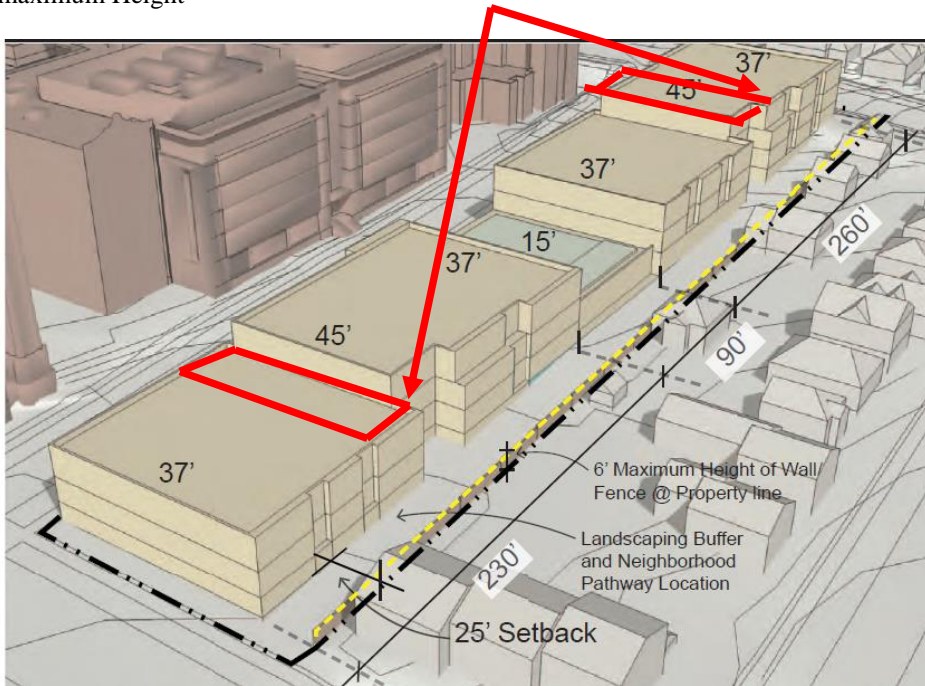 maximum Height
37'
45'
37'
15'
37'
260'
45'
90'
37'
6' Maximum Height of Wall
Fence @ Property line
Landscaping Buffer
and Neighborhood
Pathway Location
230'
25' Setback